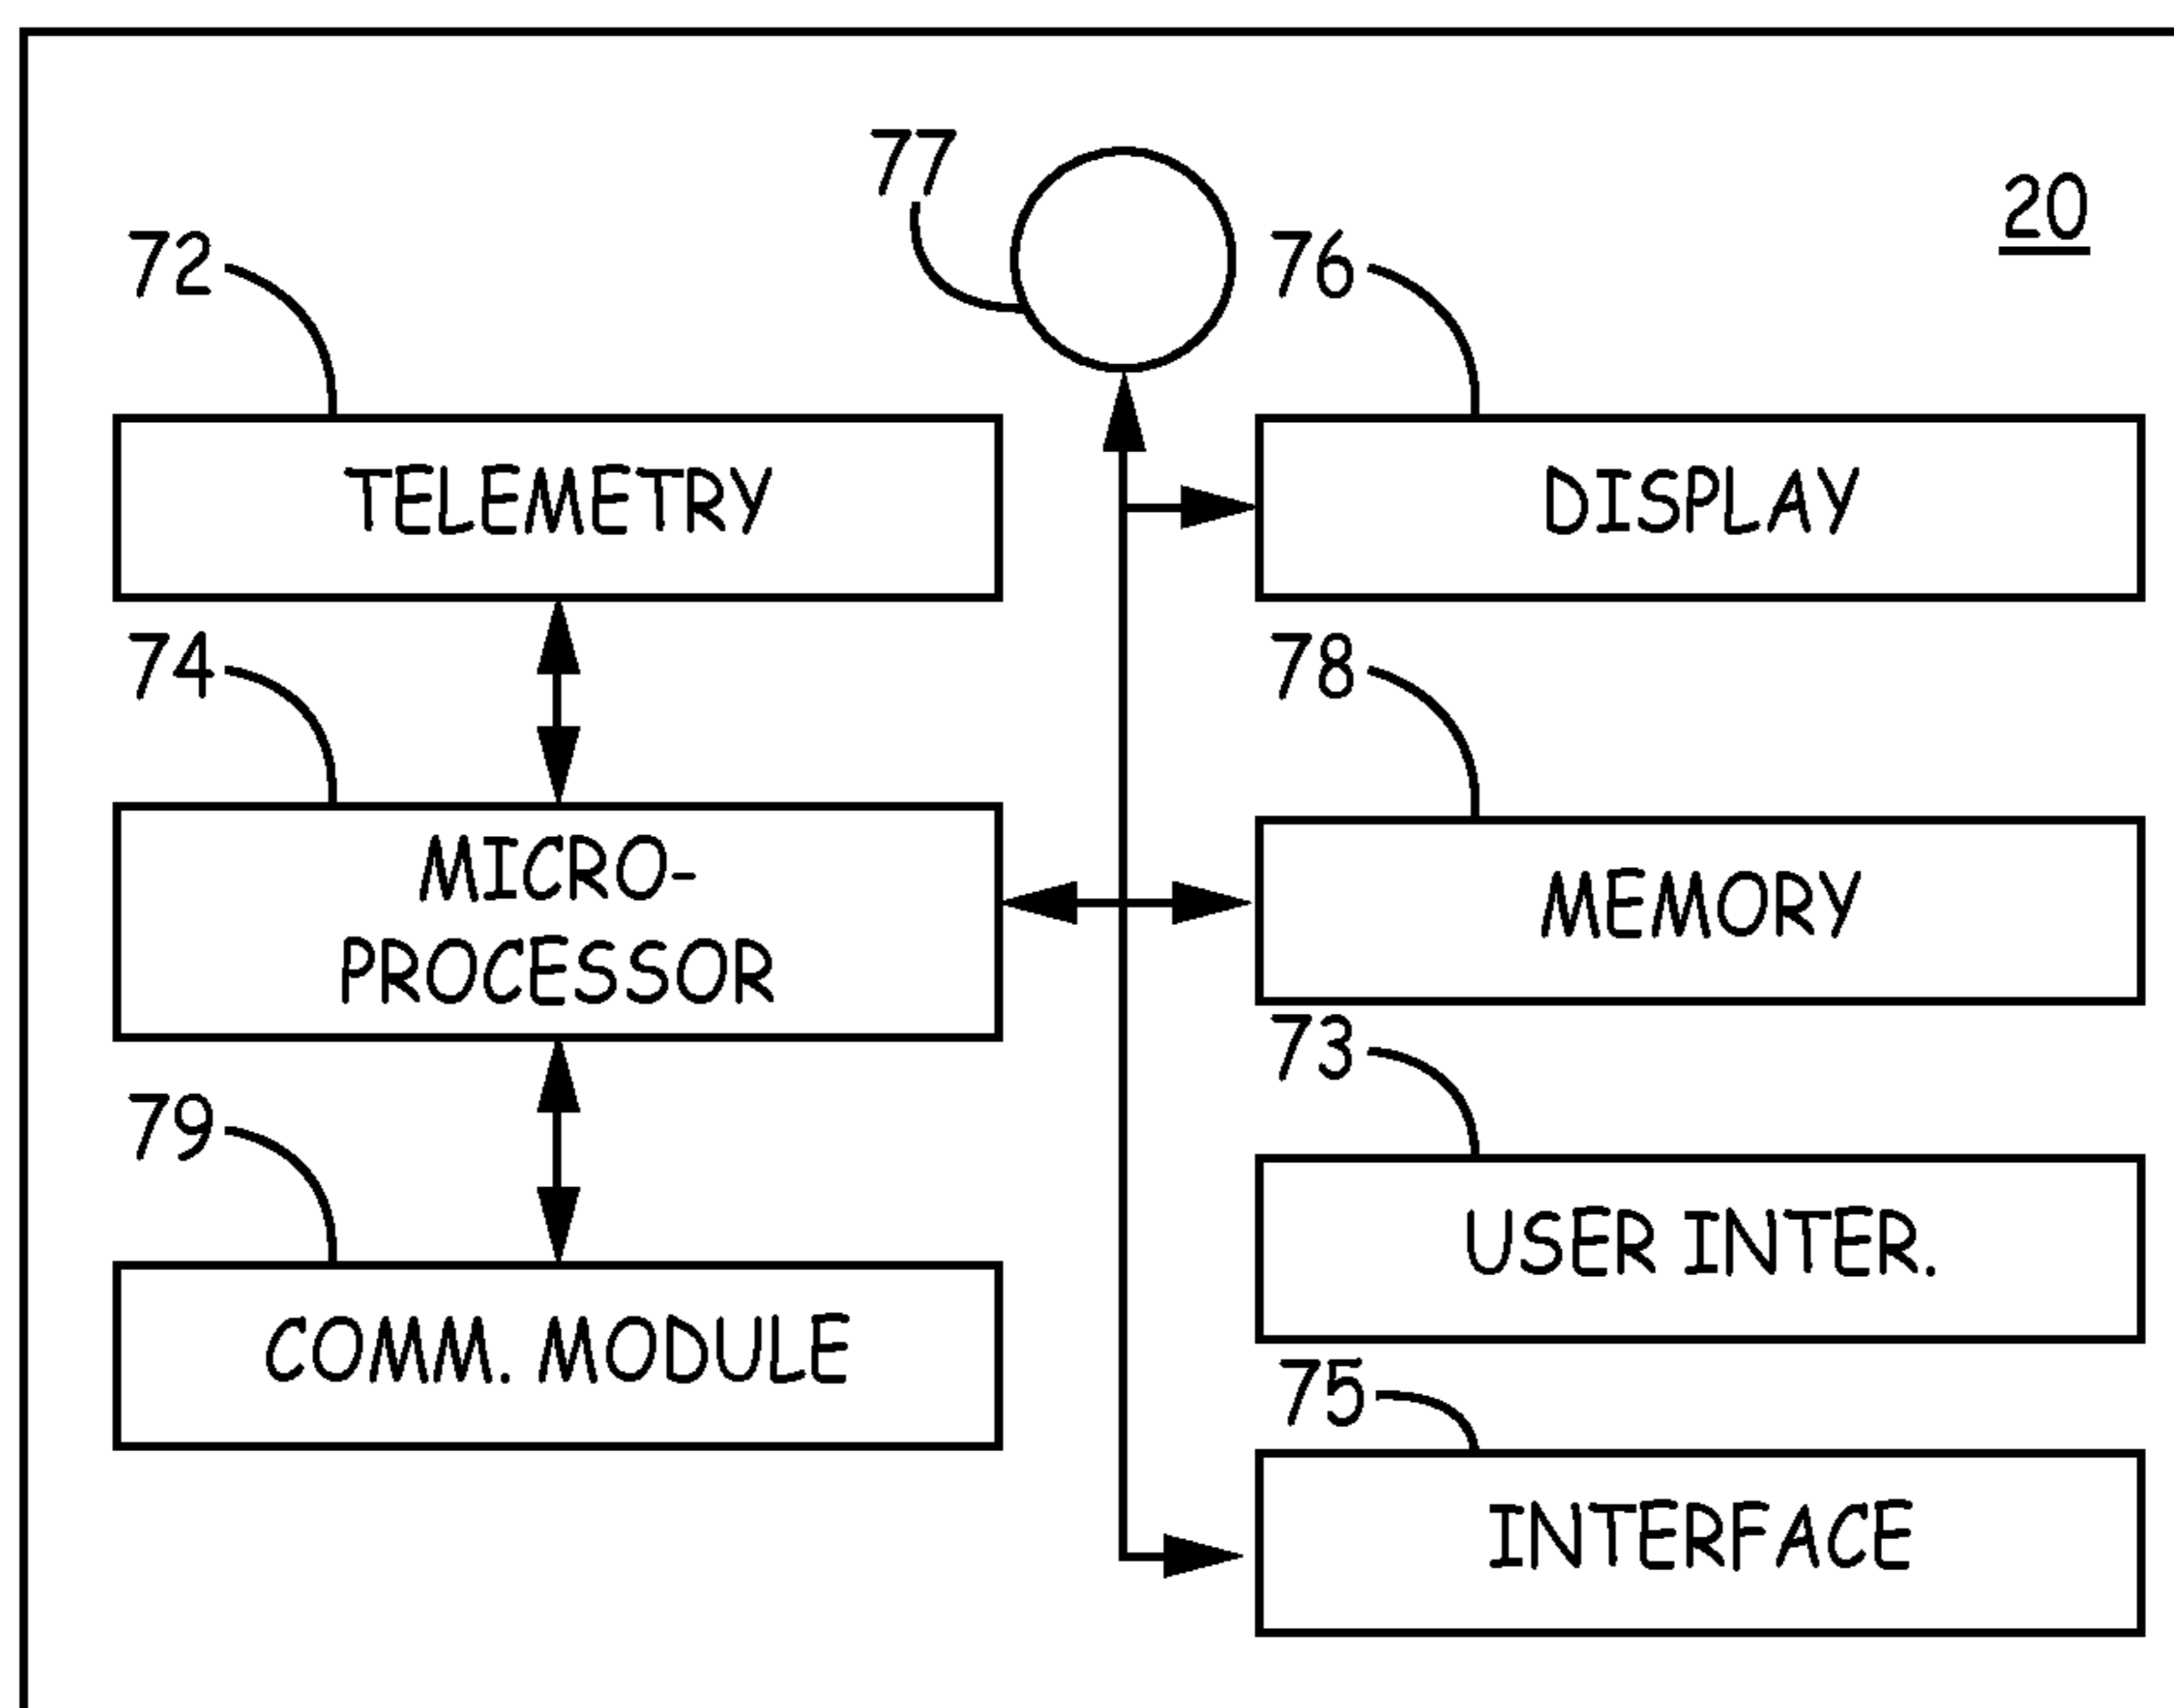 77
20
72
76
TELEMETRY
DISPLAY
74
78
MICRO-
PROCESSOR
MEMORY
73
79
USER INTER.
COMM. MODULE
75
INTERFACE